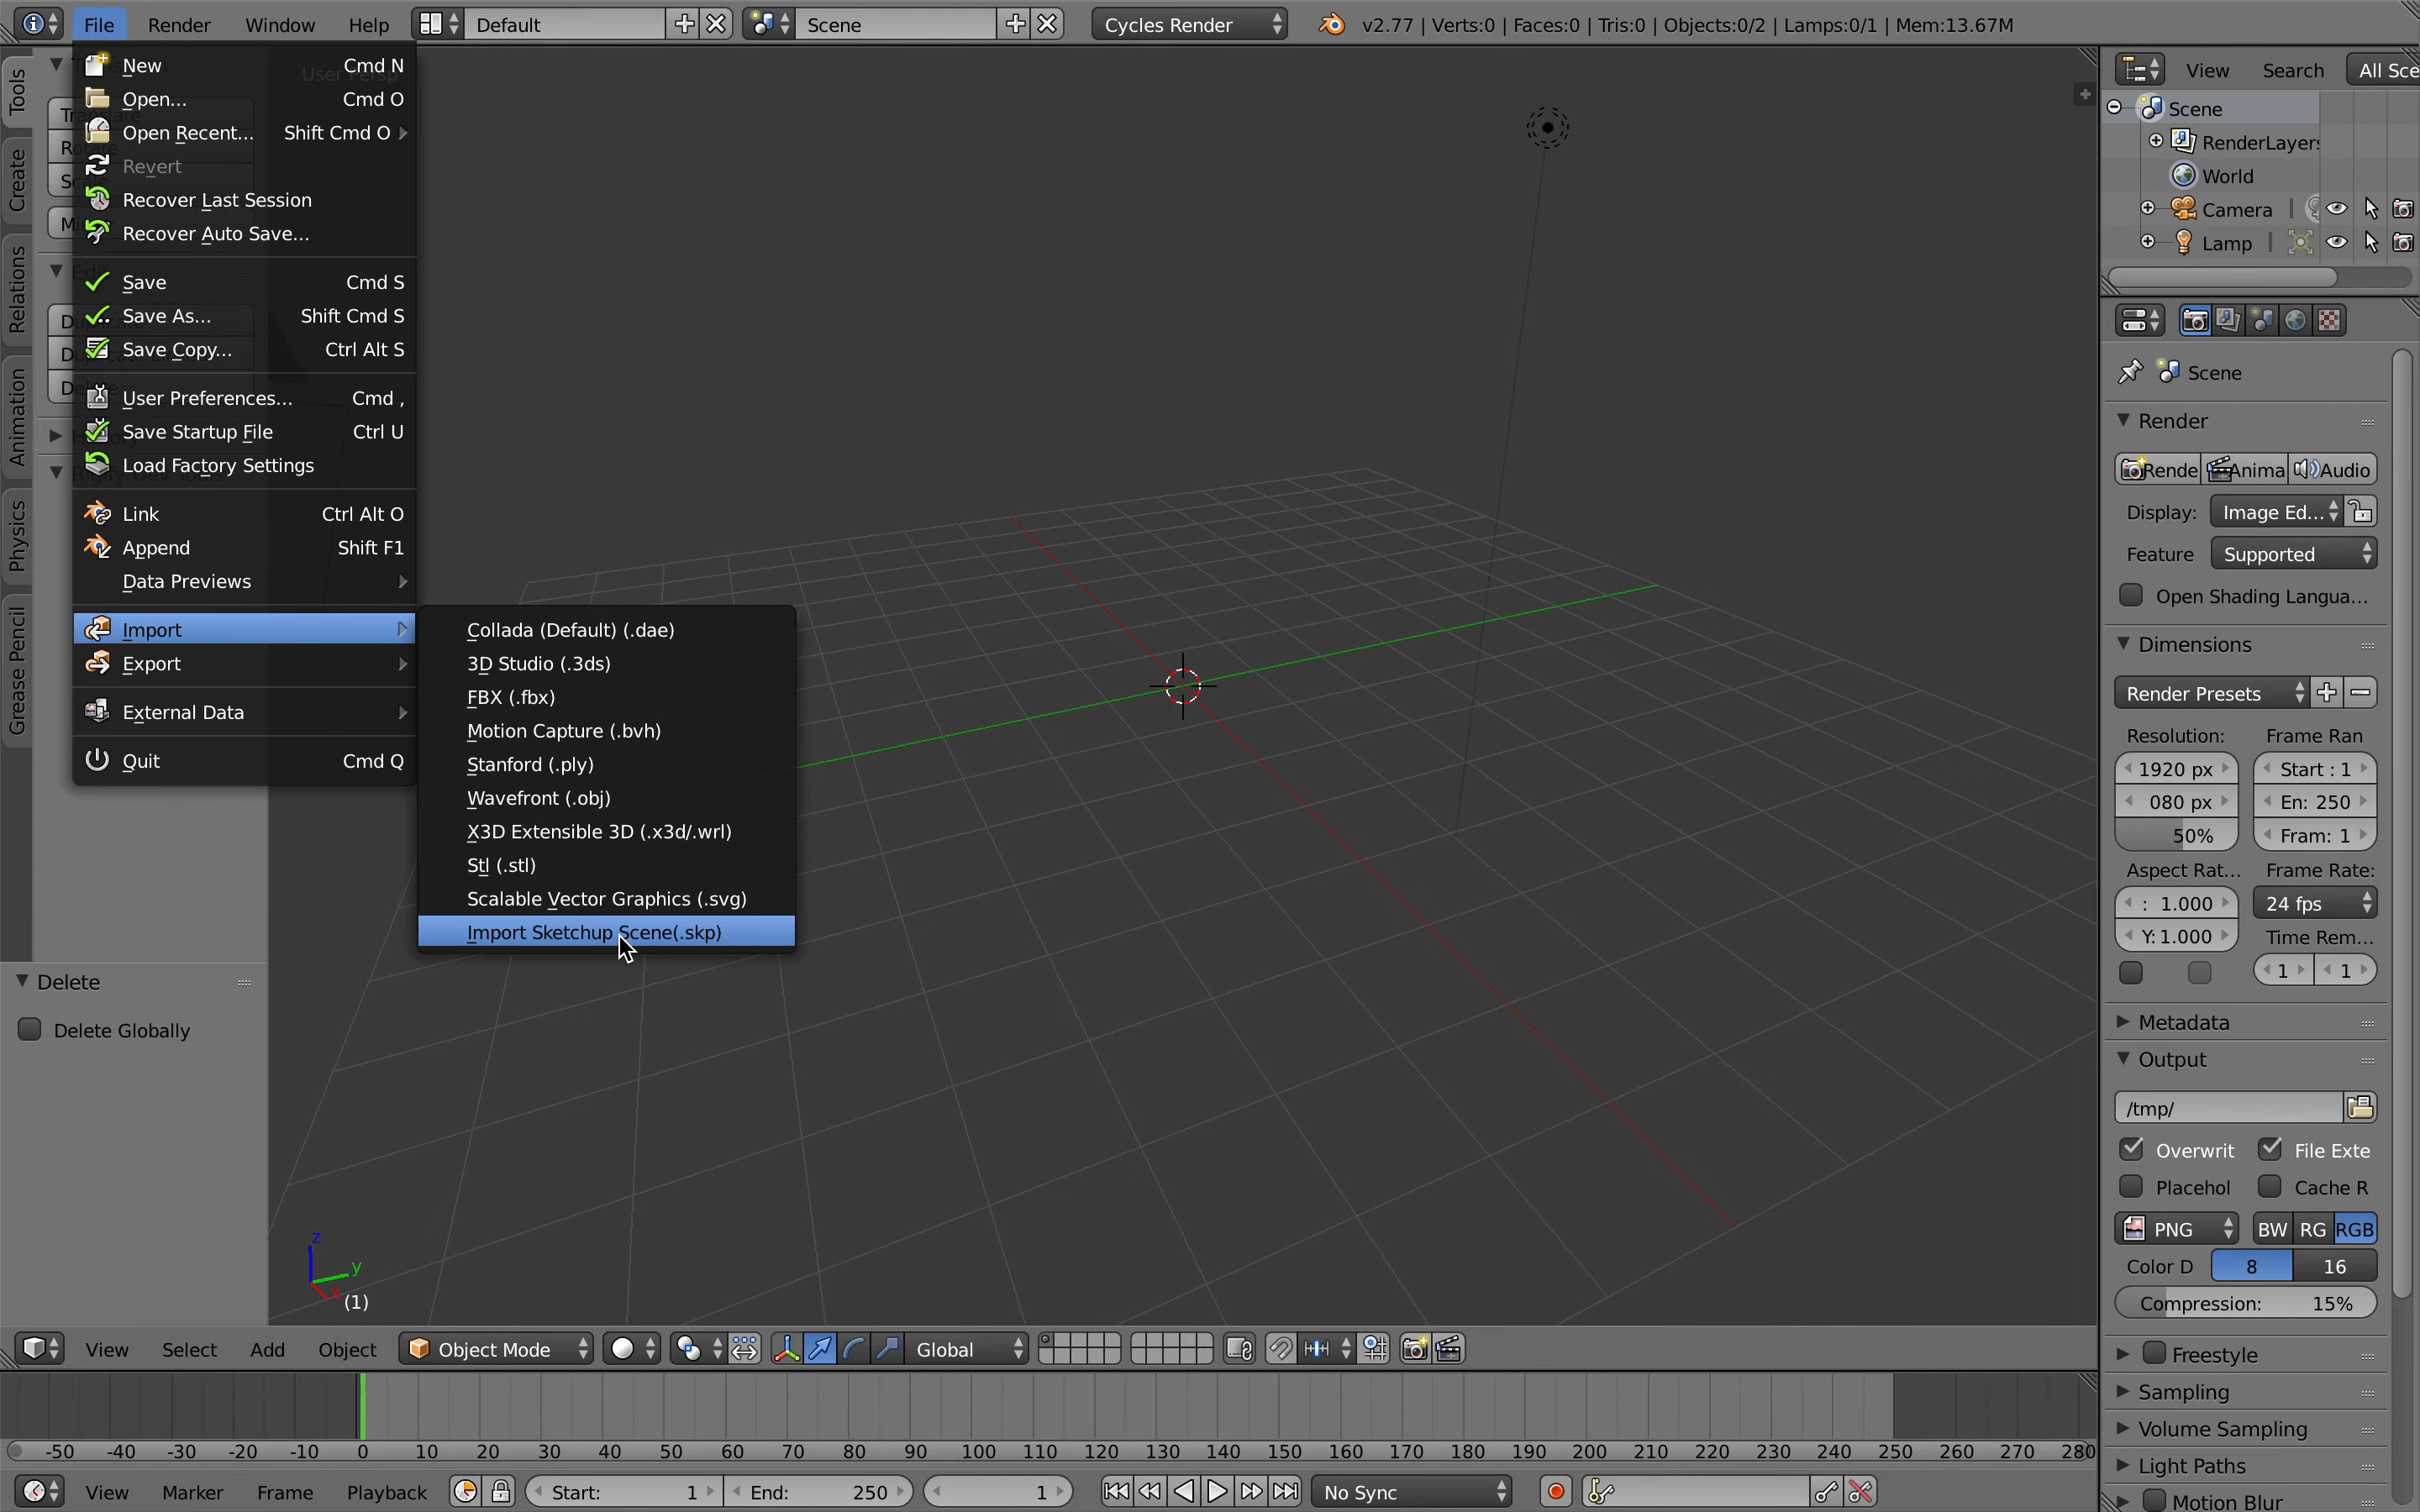 File Render Window Help Default Scene Cycles Render v2.77 | Verts:0 | Faces:0 | Tris:0 | Objects:0/2 | Lamps:0/1 | Mem:13.67M
New Cmd N
Open... Cmd O
Open Recent... Shift Cmd O
Revert
Recover Last Session
Recover Auto Save...
Save Cmd S
Save As... Shift Cmd S
Save Copy... Ctrl Alt S
User Preferences... Cmd ,
Save Startup File Ctrl U
Load Factory Settings
Link Ctrl Alt O
Append Shift F1
Data Previews
Import
Export
External Data
Quit Cmd Q
Collada (Default) (.dae)
3D Studio (.3ds)
FBX (.fbx)
Motion Capture (.bvh)
Stanford (.ply)
Wavefront (.obj)
X3D Extensible 3D (.x3d/.wrl)
Stl (.stl)
Scalable Vector Graphics (.svg)
Import Sketchup Scene(.skp)
Tools
Create
Relations
Animation
Physics
Grease Pencil
User Persp
Delete
Delete Globally
z
y
x
(1)
View Select Add Object Object Mode Global
-50 -40 -30 -20 -10 0 10 20 30 40 50 60 70 80 90 100 110 120 130 140 150 160 170 180 190 200 210 220 230 240 250 260 270 280
View Marker Frame Playback Start: 1 End: 250 1 No Sync
View Search All Sce
Scene
RenderLayers
World
Camera
Lamp
Scene
Render
Rende Anima Audio
Display: Image Ed...
Feature Supported
Open Shading Langua...
Dimensions
Render Presets
Resolution: Frame Ran
1920 px Start : 1
080 px En: 250
50% Fram: 1
Aspect Rat... Frame Rate:
: 1.000 24 fps
Y: 1.000 Time Rem...
1 1
Metadata
Output
/tmp/
Overwrit File Exte
Placehol Cache R
PNG BW RG RGB
Color D 8 16
Compression: 15%
Freestyle
Sampling
Volume Sampling
Light Paths
Motion Blur